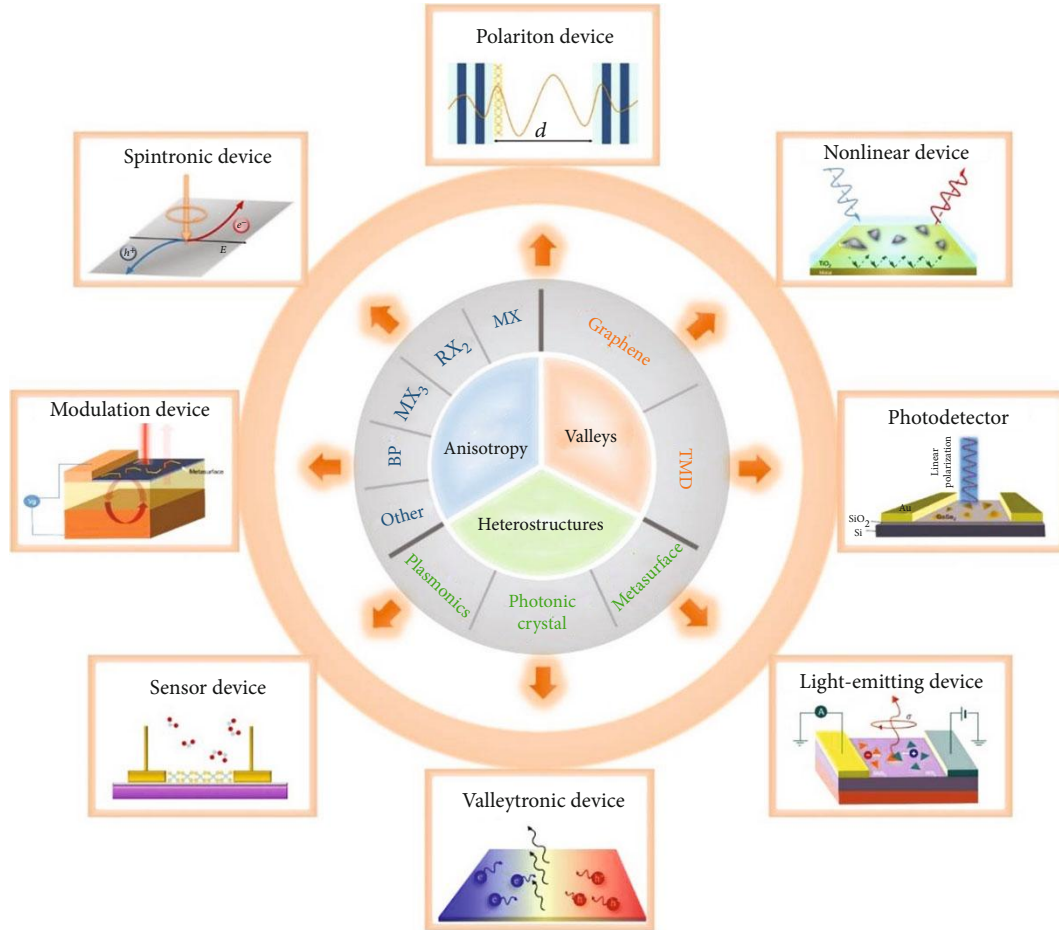 Polariton device
d
Spintronic device
e⁻
h⁺
E
Nonlinear device
TiO₂
MX
RX₂
MX₃
BP
Other
Graphene
TMD
Anisotropy
Valleys
Heterostructures
Plasmonics
Photonic
crystal
Metasurface
Modulation device
Metasurface
Vg
Photodetector
Linear
polarization
Au
SiO₂
Si
Sensor device
Light-emitting device
A
σ
Valleytronic device
e
e
e
h
h
h